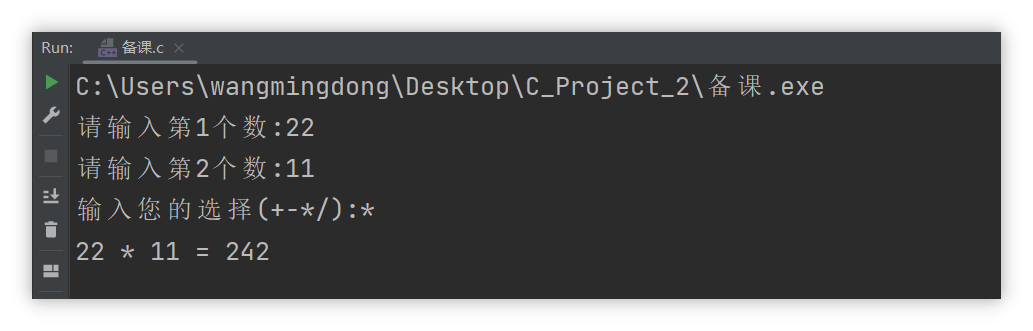 Run: 备课.c
C:\Users\wangmingdong\Desktop\C_Project_2\备课.exe
请输入第1个数:22
请输入第2个数:11
输入您的选择(+-*/):*
22 * 11 = 242